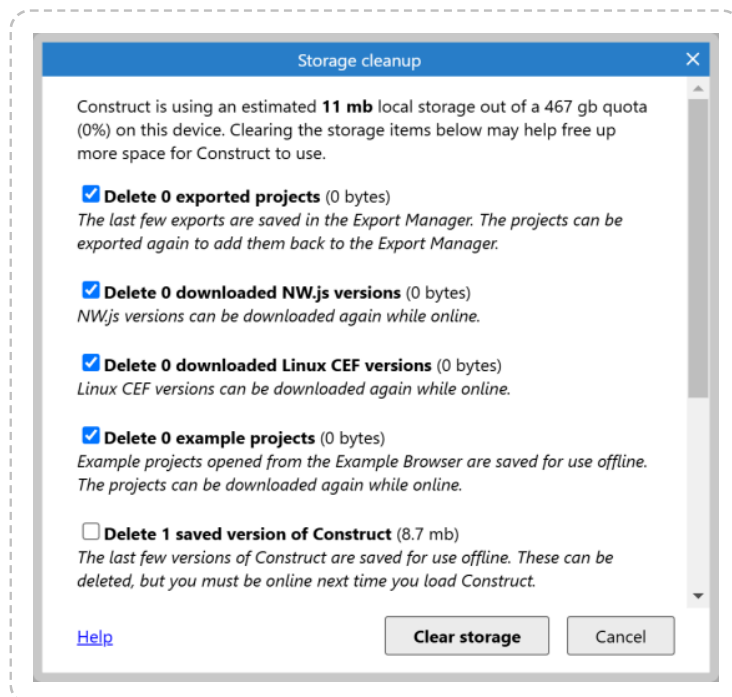 Storage cleanup
Construct is using an estimated 11 mb local storage out of a 467 gb quota
(0%) on this device. Clearing the storage items below may help free up
more space for Construct to use.
Delete 0 exported projects (0 bytes)
The last few exports are saved in the Export Manager. The projects can be
exported again to add them back to the Export Manager.
Delete 0 downloaded NW.js versions (0 bytes)
NW.js versions can be downloaded again while online.
Delete 0 downloaded Linux CEF versions (0 bytes)
Linux CEF versions can be downloaded again while online.
Delete 0 example projects (0 bytes)
Example projects opened from the Example Browser are saved for use offline.
The projects can be downloaded again while online.
Delete 1 saved version of Construct (8.7 mb)
The last few versions of Construct are saved for use offline. These can be
deleted, but you must be online next time you load Construct.
Help
Clear storage
Cancel